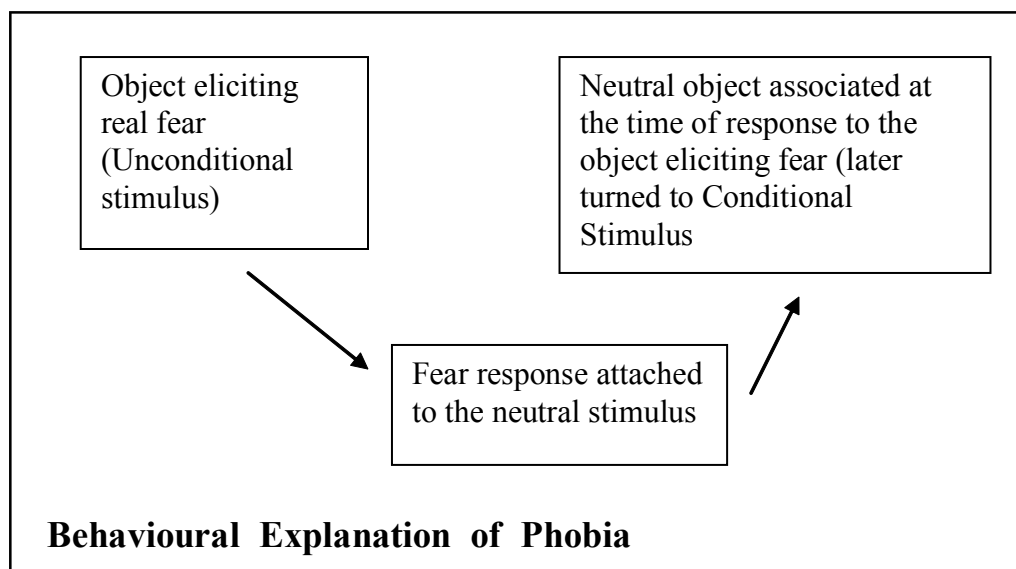 Object eliciting
real fear
(Unconditional
stimulus)
Neutral object associated at
the time of response to the
object eliciting fear (later
turned to Conditional
Stimulus
Fear response attached
to the neutral stimulus
Behavioural Explanation of Phobia